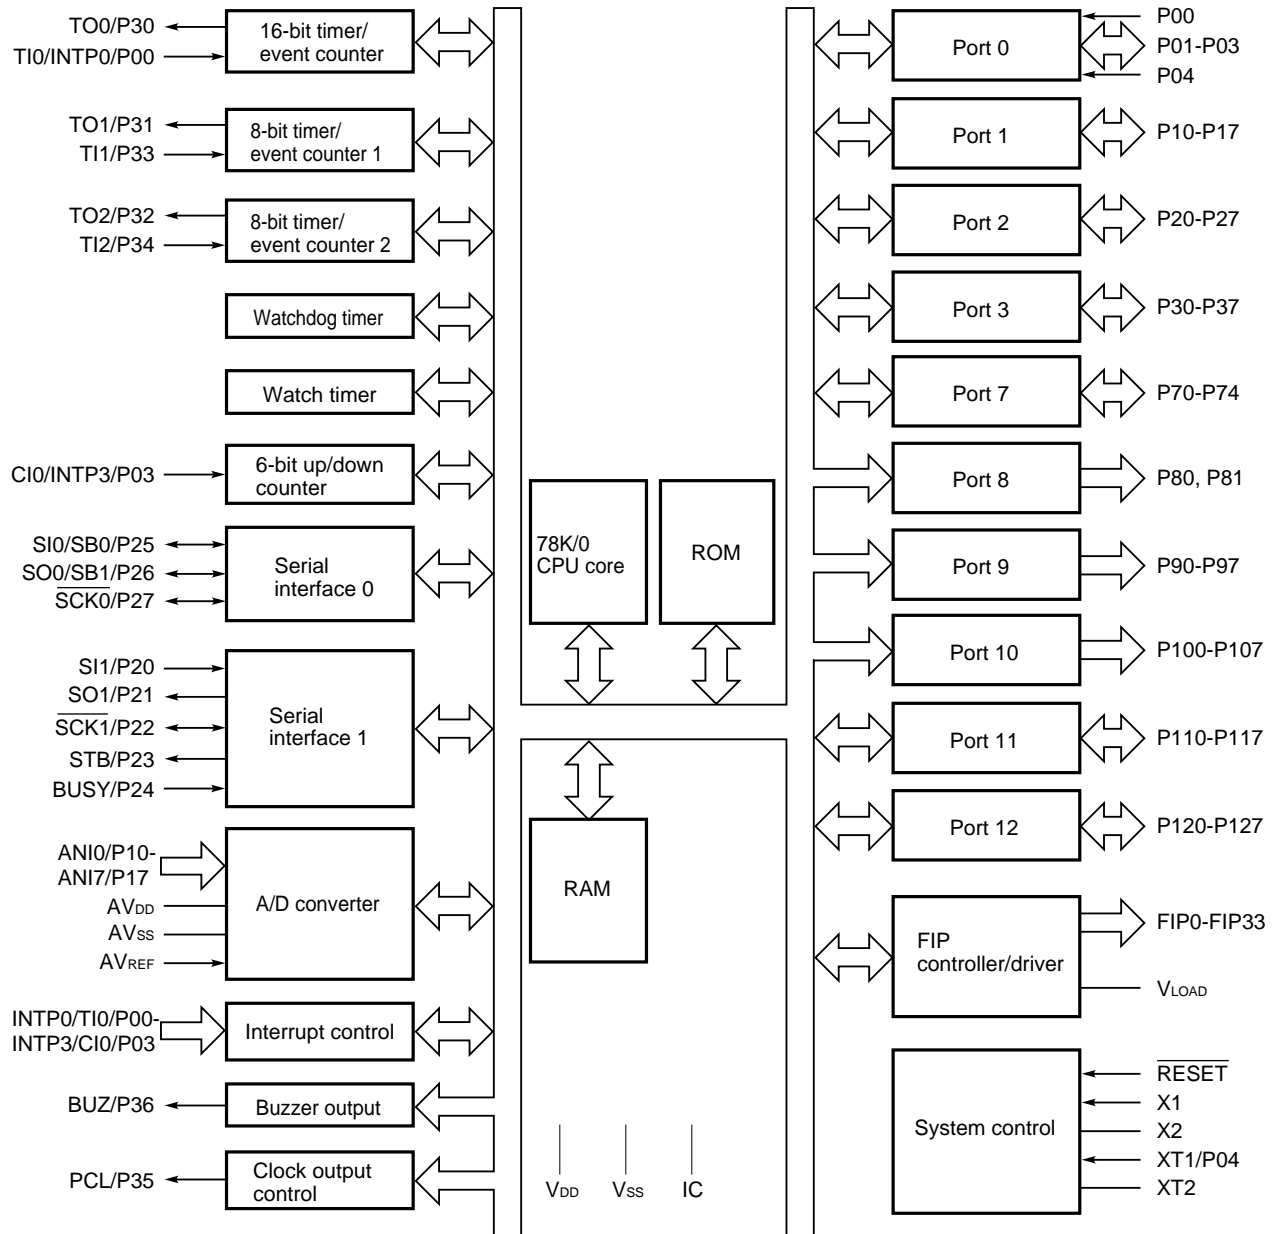 TO0/P30
TI0/INTP0/P00
16-bit timer/
event counter
TO1/P31
TI1/P33
8-bit timer/
event counter 1
TO2/P32
TI2/P34
8-bit timer/
event counter 2
Watchdog timer
Watch timer
CI0/INTP3/P03
6-bit up/down
counter
SI0/SB0/P25
SO0/SB1/P26
SCK0/P27
Serial
interface 0
SI1/P20
SO1/P21
SCK1/P22
STB/P23
BUSY/P24
Serial
interface 1
ANI0/P10-
ANI7/P17
AVDD
AVSS
AVREF
A/D converter
INTP0/TI0/P00-
INTP3/CI0/P03
Interrupt control
BUZ/P36
Buzzer output
PCL/P35
Clock output
control
78K/0
CPU core
ROM
RAM
VDD
VSS
IC
Port 0
P00
P01-P03
P04
Port 1
P10-P17
Port 2
P20-P27
Port 3
P30-P37
Port 7
P70-P74
Port 8
P80, P81
Port 9
P90-P97
Port 10
P100-P107
Port 11
P110-P117
Port 12
P120-P127
FIP
controller/driver
FIP0-FIP33
VLOAD
System control
RESET
X1
X2
XT1/P04
XT2